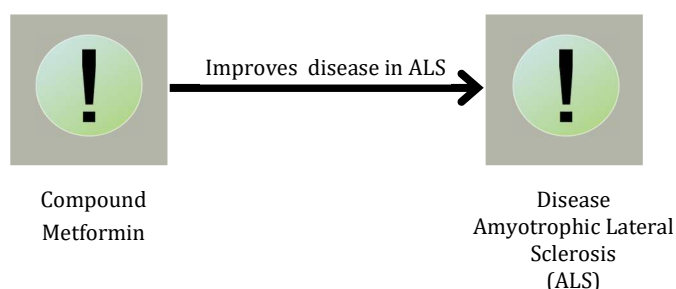 !
Improves disease in ALS
!
Compound
Metformin
Disease
Amyotrophic Lateral
Sclerosis
(ALS)